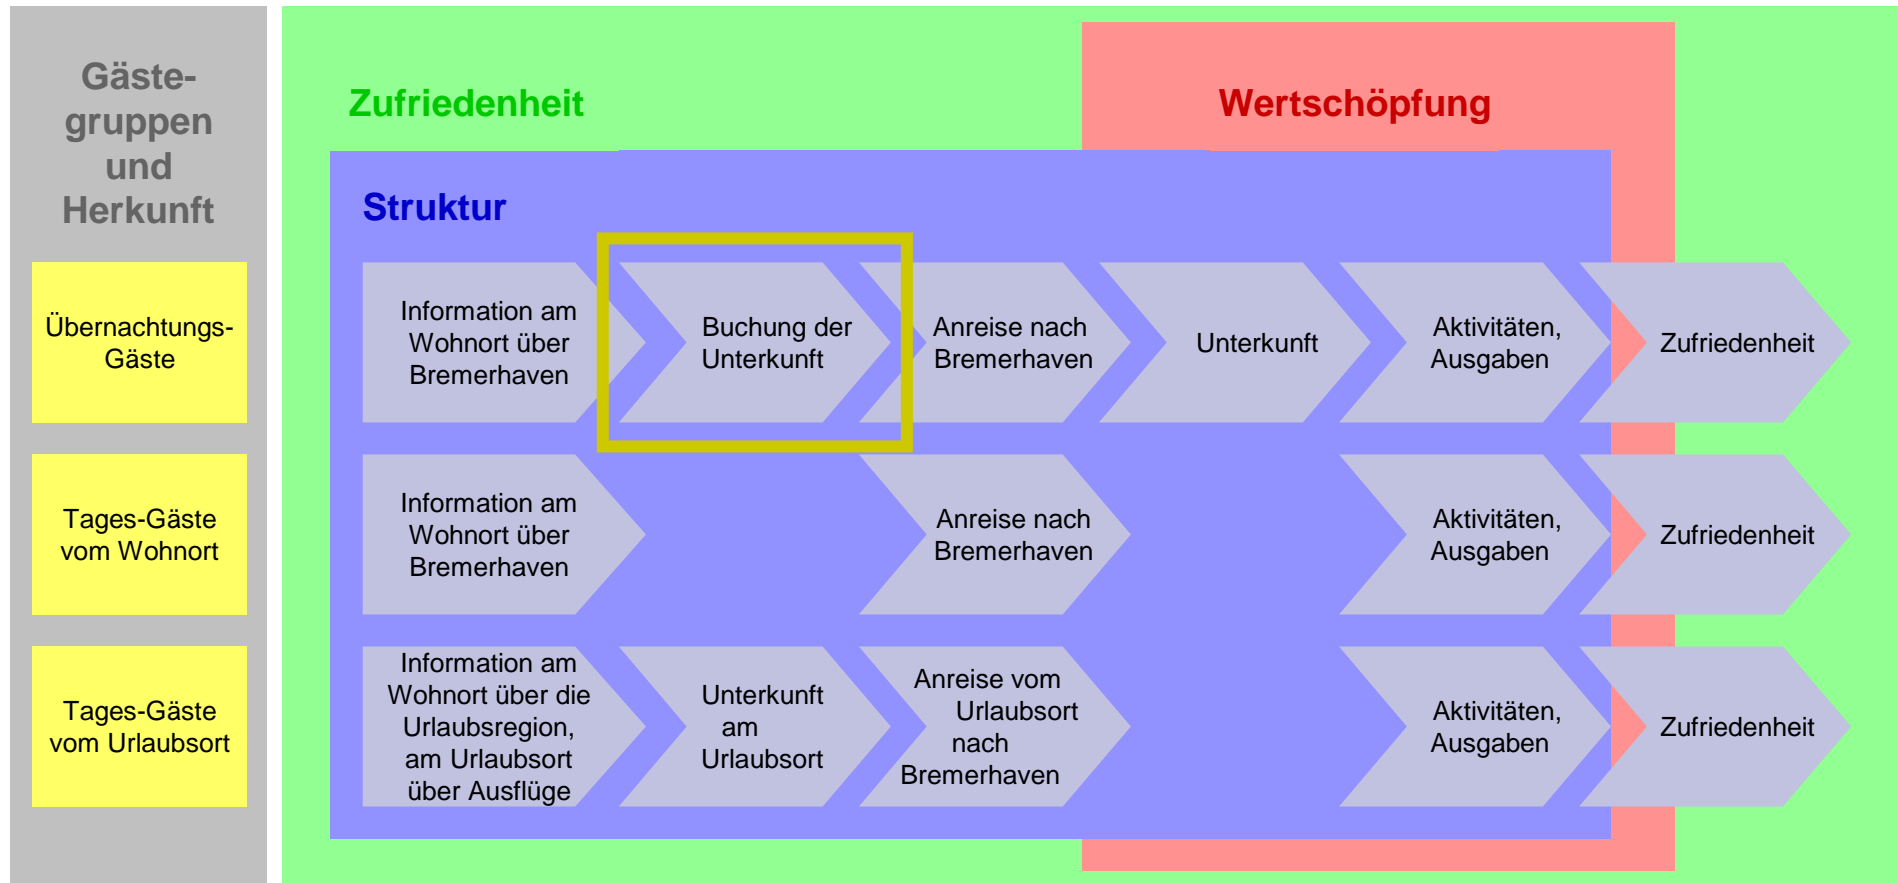 Gäste-
gruppen
und
Herkunft
Zufriedenheit
Wertschöpfung
Struktur
Übernachtungs-
Gäste
Information am
Wohnort über
Bremerhaven
Buchung der
Unterkunft
Anreise nach
Bremerhaven
Unterkunft
Aktivitäten,
Ausgaben
Zufriedenheit
Tages-Gäste
vom Wohnort
Information am
Wohnort über
Bremerhaven
Anreise nach
Bremerhaven
Aktivitäten,
Ausgaben
Zufriedenheit
Tages-Gäste
vom Urlaubsort
Information am
Wohnort über die
Urlaubsregion,
am Urlaubsort
über Ausflüge
Unterkunft
am
Urlaubsort
Anreise vom
Urlaubsort
nach
Bremerhaven
Aktivitäten,
Ausgaben
Zufriedenheit